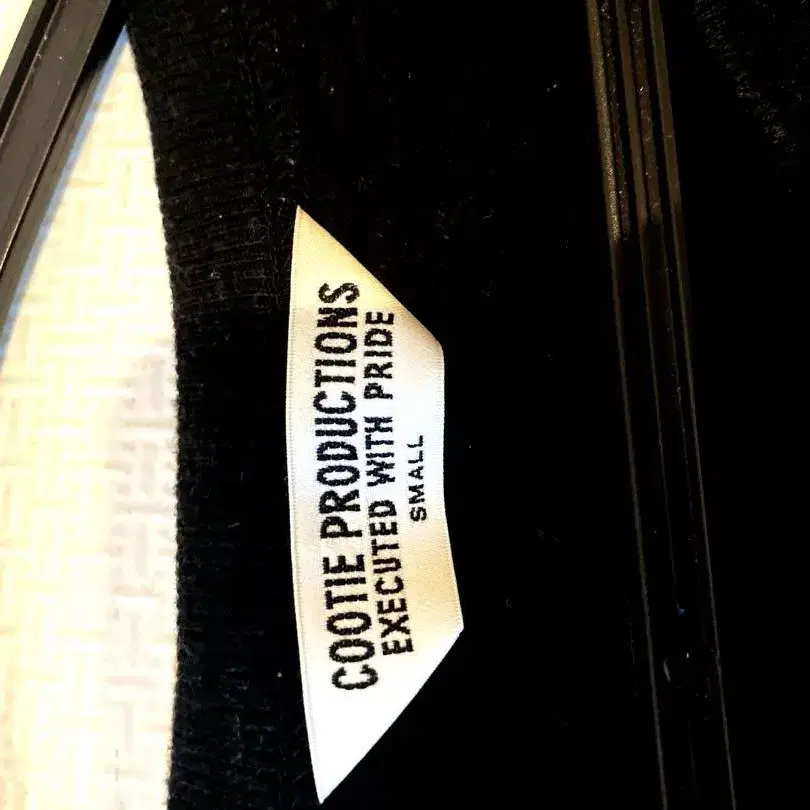 COOTIE PRODUCTIONS
EXECUTED WITH PRIDE
SMALL